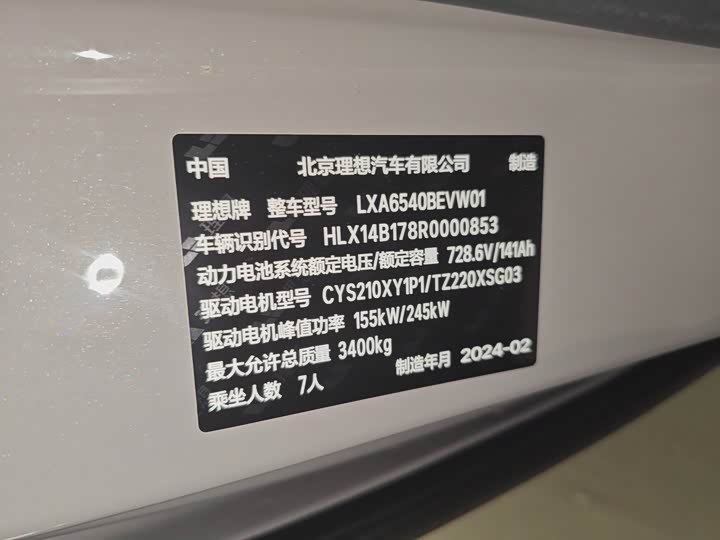 中国 北京理想汽车有限公司 制造
理想牌 整车型号 LXA6540BEVW01
车辆识别代号 HLX14B178R0000853
动力电池系统额定电压/额定容量 728.6V/141Ah
驱动电机型号 CYS210XY1P1/TZ220XSG03
驱动电机峰值功率 155kW/245kW
最大允许总质量 3400kg 制造年月 2024-02
乘坐人数 7人